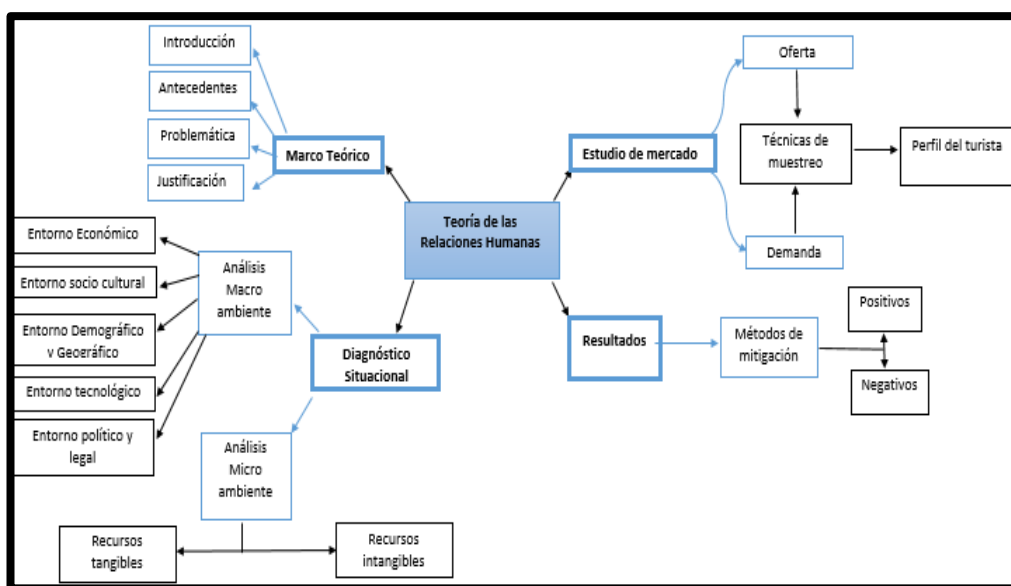 Introducción
Antecedentes
Problemática
Justificación
Marco Teórico
Estudio de mercado
Oferta
Técnicas de
muestreo
Perfil del turista
Demanda
Teoría de las
Relaciones Humanas
Entorno Económico
Entorno socio cultural
Entorno Demográfico
y Geográfico
Entorno tecnológico
Entorno político y
legal
Análisis
Macro
ambiente
Diagnóstico
Situacional
Análisis
Micro
ambiente
Recursos
tangibles
Recursos
intangibles
Resultados
Métodos de
mitigación
Positivos
Negativos